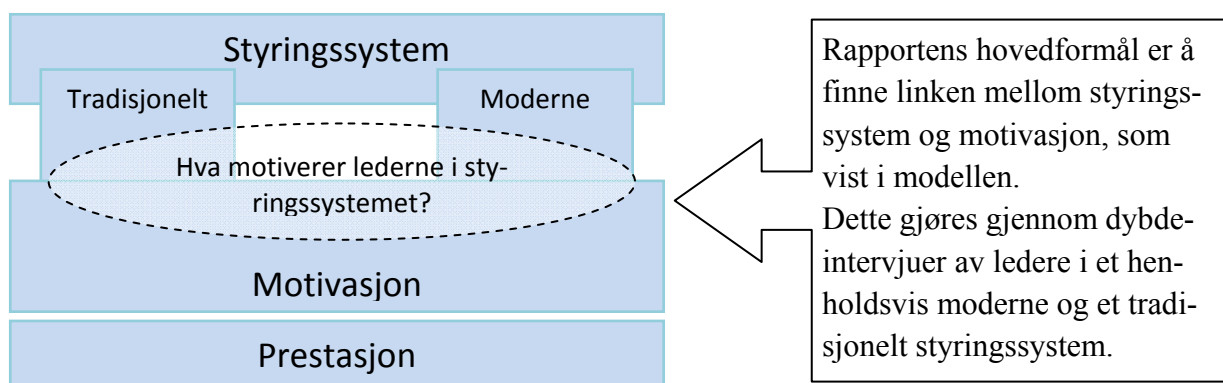 Styringssystem
Tradisjonelt
Moderne
Hva motiverer lederne i sty-
ringssystemet?
Motivasjon
Prestasjon
Rapportens hovedformål er å
finne linken mellom styrings-
system og motivasjon, som
vist i modellen.
Dette gjøres gjennom dybde-
intervjuer av ledere i et hen-
holdsvis moderne og et tradi-
sjonelt styringssystem.